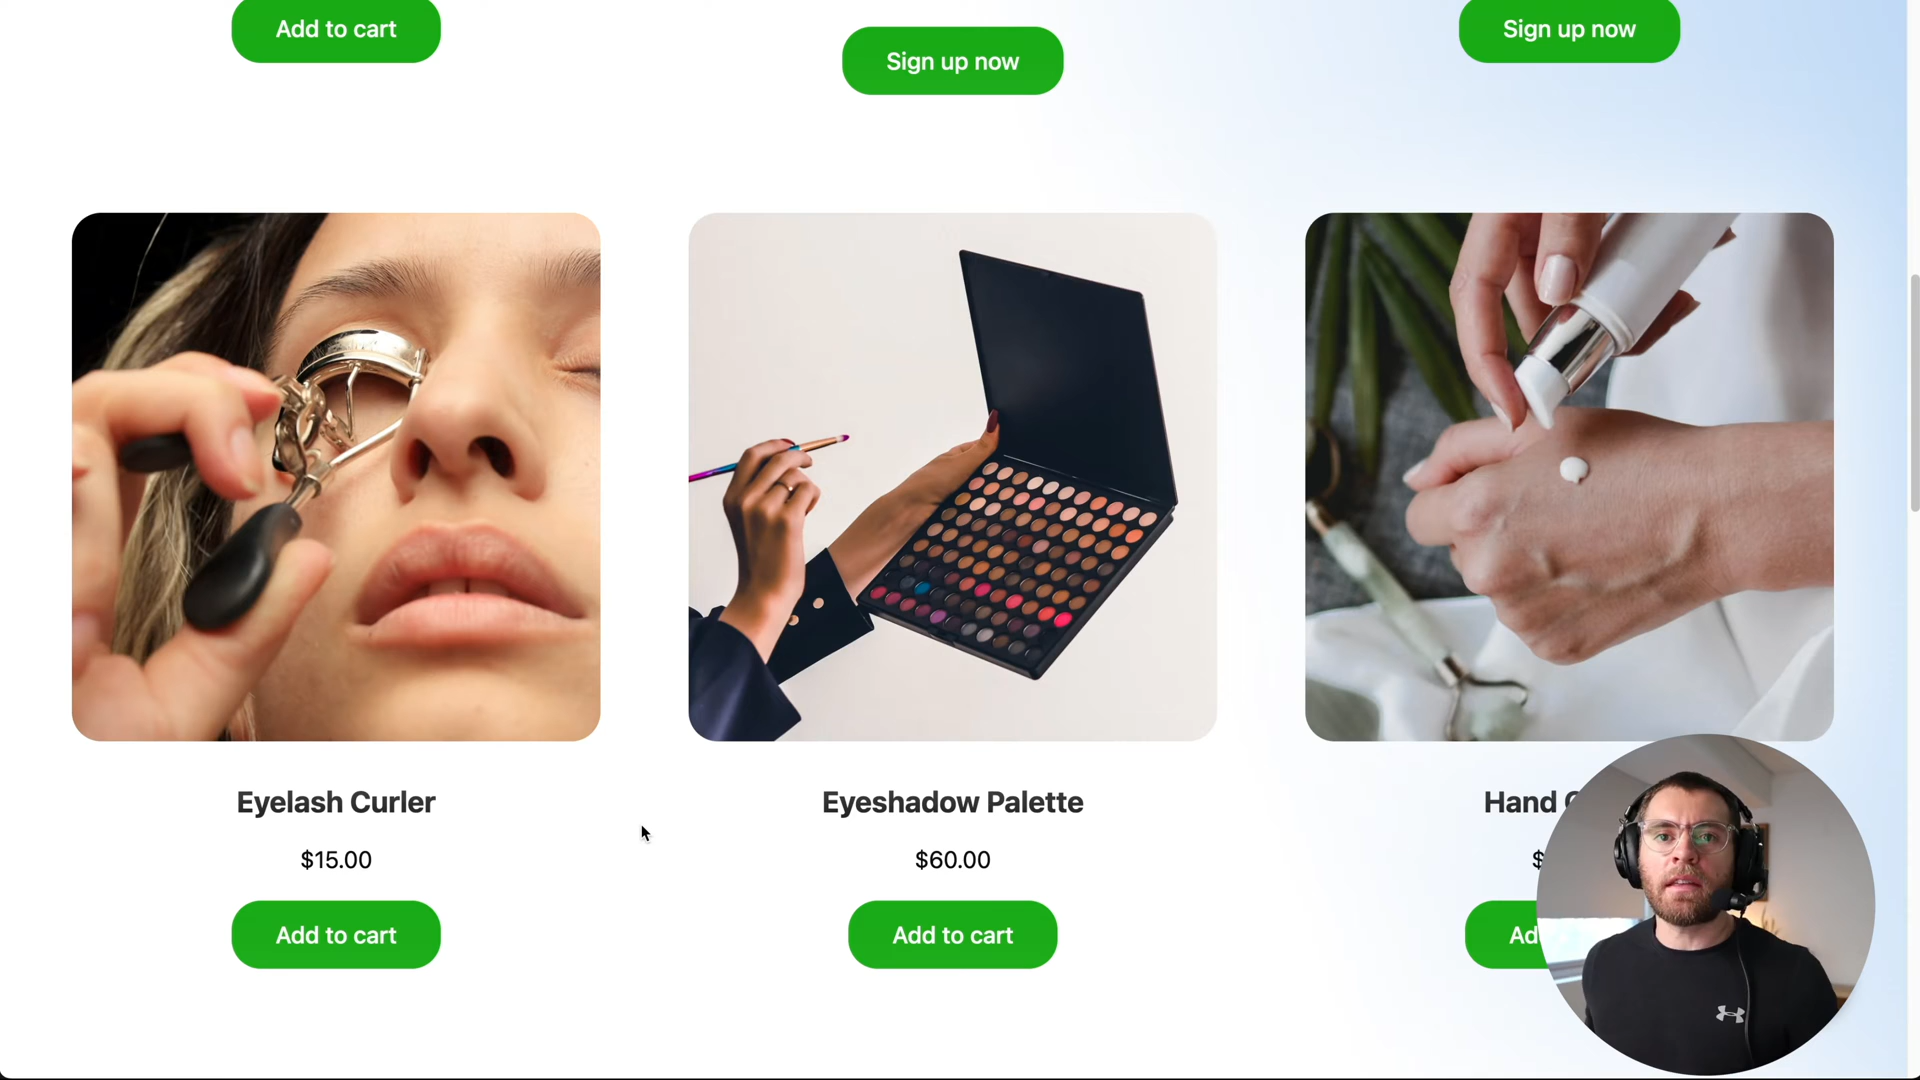 Add to cart
Sign up now
Sign up now
Eyelash Curler
Eyeshadow Palette
Hand
$15.00
$60.00
$
Add to cart
Add to cart
Ad